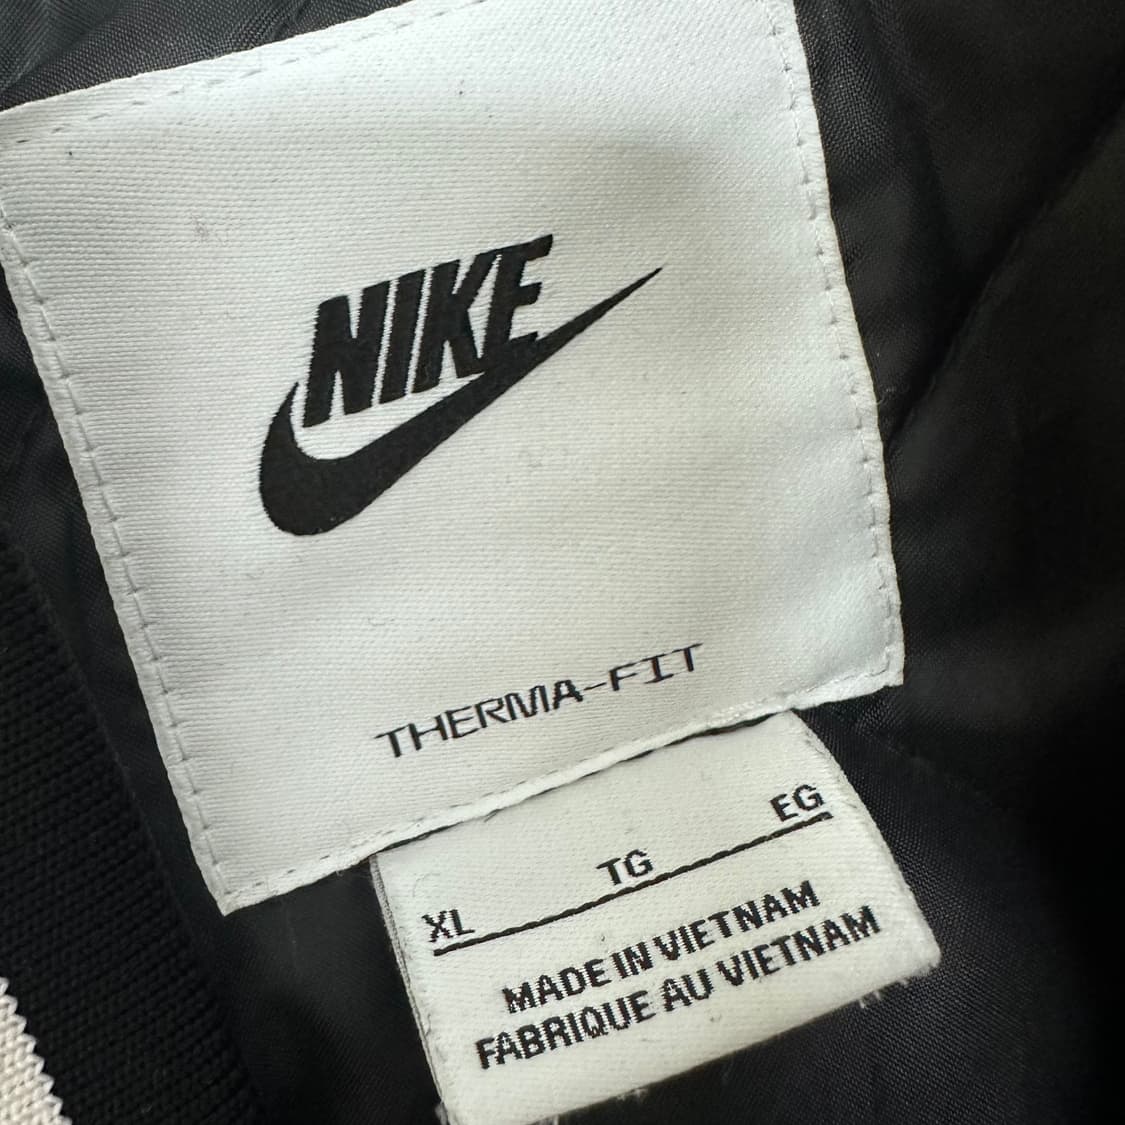 NIKE
THERMA-FIT
XL TG EG
MADE IN VIETNAM
FABRIQUE AU VIETNAM